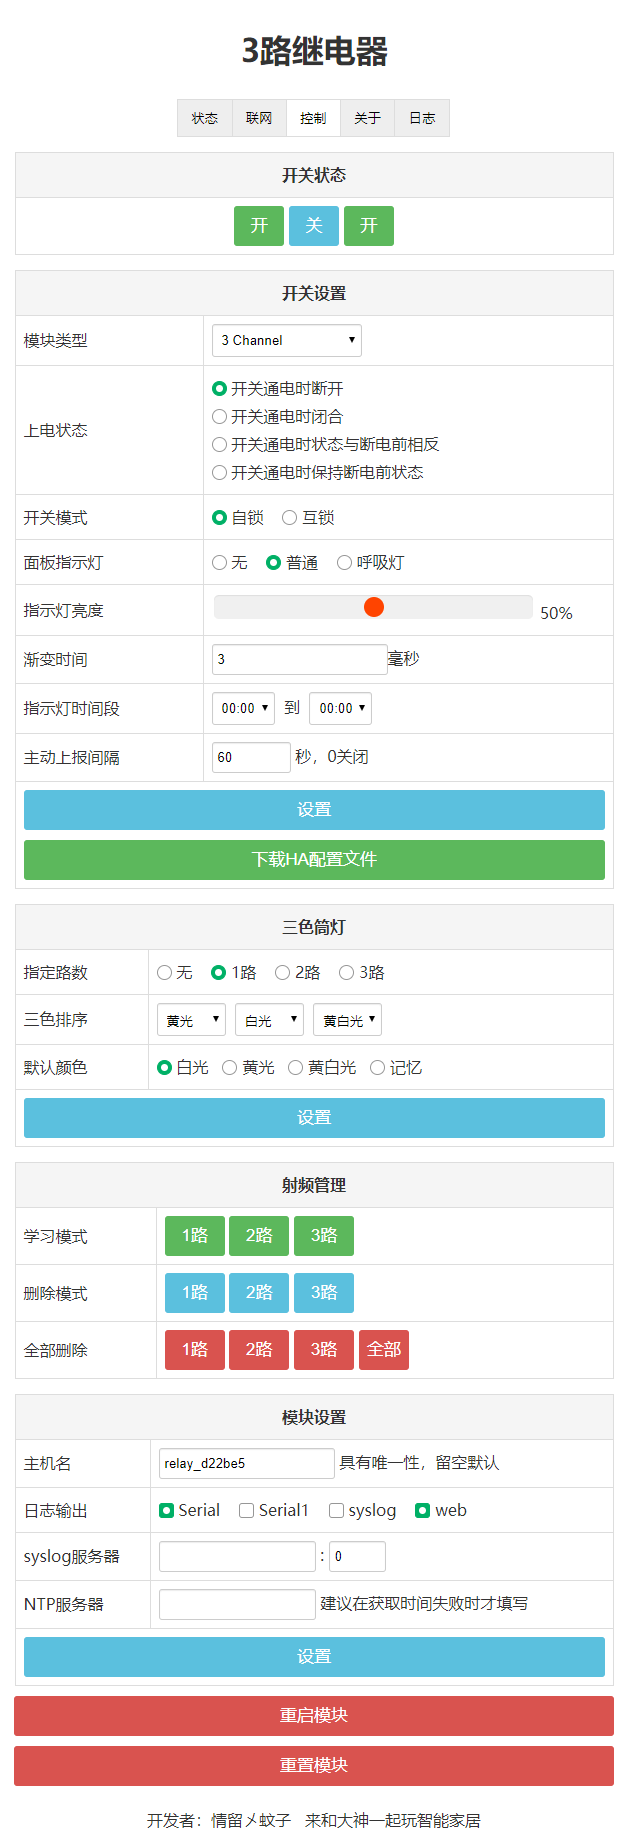 3路继电器
状态 联网 控制 关于 日志
开关状态
开 关 开
开关设置
模块类型 3 Channel
开关通电时断开
开关通电时闭合
上电状态
开关通电时状态与断电前相反
开关通电时保持断电前状态
开关模式 自锁 互锁
面板指示灯 无 普通 呼吸灯
指示灯亮度 50%
渐变时间 3 毫秒
指示灯时间段 00:00 到 00:00
主动上报间隔 60 秒，0关闭
设置
下载HA配置文件
三色筒灯
指定路数 无 1路 2路 3路
三色排序 黄光 白光 黄白光
默认颜色 白光 黄光 黄白光 记忆
设置
射频管理
学习模式 1路 2路 3路
删除模式 1路 2路 3路
全部删除 1路 2路 3路 全部
模块设置
主机名 relay_d22be5 具有唯一性，留空默认
日志输出 Serial Serial1 syslog web
syslog服务器 : 0
NTP服务器 建议在获取时间失败时才填写
设置
重启模块
重置模块
开发者：情留メ蚊子 来和大神一起玩智能家居